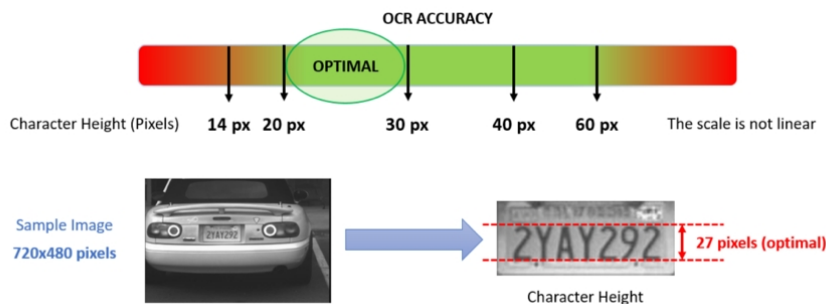 OCR ACCURACY
OPTIMAL
Character Height (Pixels) 14 px 20 px 30 px 40 px 60 px The scale is not linear
Sample Image
720x480 pixels
2YAY292
2YAY292
27 pixels (optimal)
Character Height